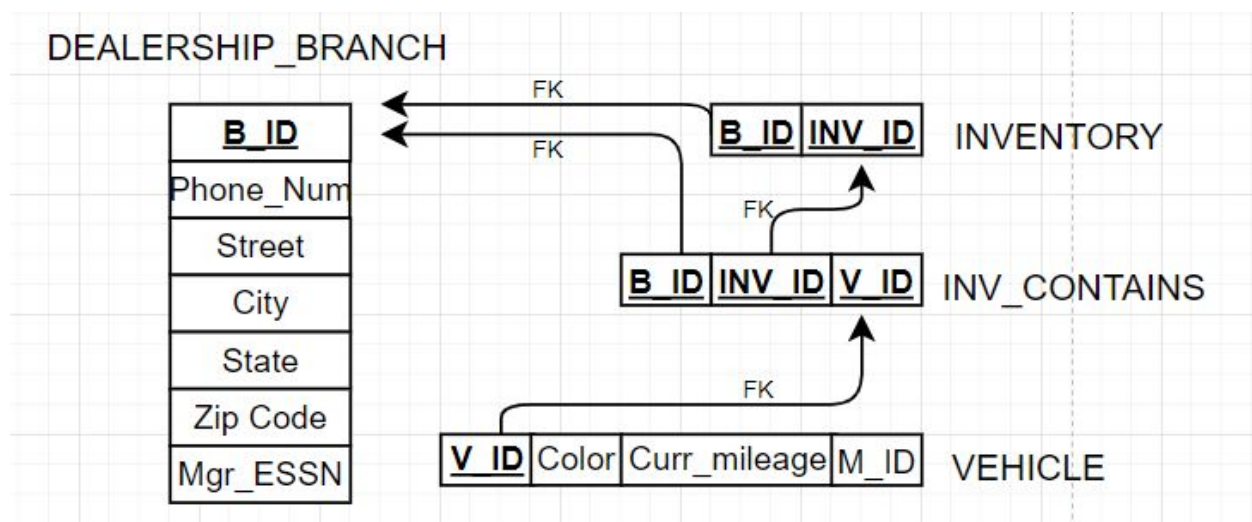 DEALERSHIP_BRANCH
FK
B_ID
B_ID INV_ID INVENTORY
FK
Phone_Num
FK
Street
B_ID INV_ID V_ID INV_CONTAINS
City
State
FK
Zip Code
V_ID Color Curr_mileage M_ID VEHICLE
Mgr_ESSN